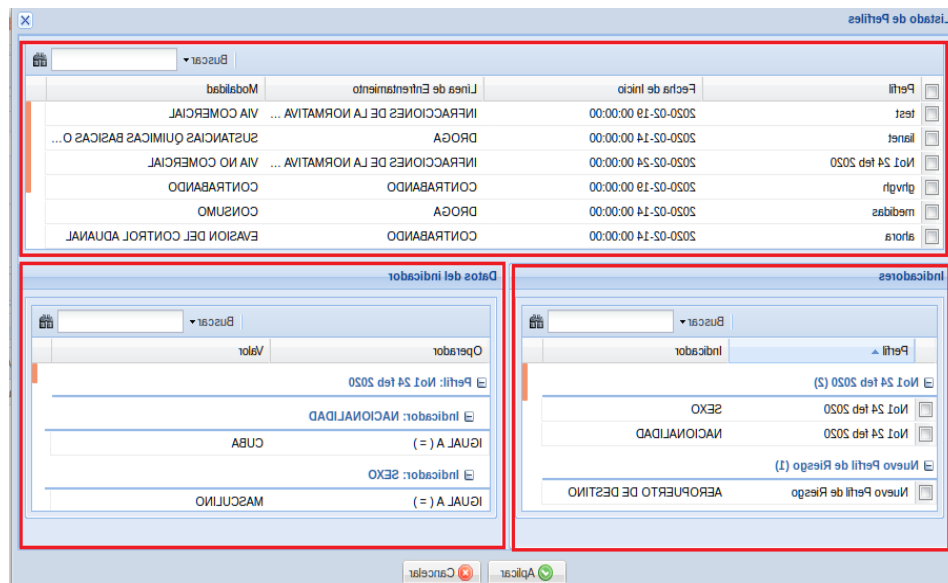 Listado de Perfiles
Buscar
Perfil Fecha de Inicio Línea de Enfrentamiento Modalidad
test 2020-02-19 00:00:00 INFRACCIONES DE LA NORMATIVA ... VIA COMERCIAL
lianet 2020-02-14 00:00:00 DROGA SUSTANCIAS QUIMICAS BASICAS O...
No1 24 feb 2020 2020-02-24 00:00:00 INFRACCIONES DE LA NORMATIVA ... VIA NO COMERCIAL
ghvgh 2020-02-19 00:00:00 CONTRABANDO CONTRABANDO
medidas 2020-02-14 00:00:00 DROGA CONSUMO
ahora 2020-02-14 00:00:00 CONTRABANDO EVASION DEL CONTROL ADUANAL
Indicadores
Buscar
Perfil Indicador
No1 24 feb 2020 (2)
No1 24 feb 2020 SEXO
No1 24 feb 2020 NACIONALIDAD
Nuevo Perfil de Riesgo (1)
Nuevo Perfil de Riesgo AEROPUERTO DE DESTINO
Datos del indicador
Buscar
Operador Valor
Perfil: No1 24 feb 2020
Indicador: NACIONALIDAD
IGUAL A ( = ) CUBA
Indicador: SEXO
IGUAL A ( = ) MASCULINO
Aplicar Cancelar